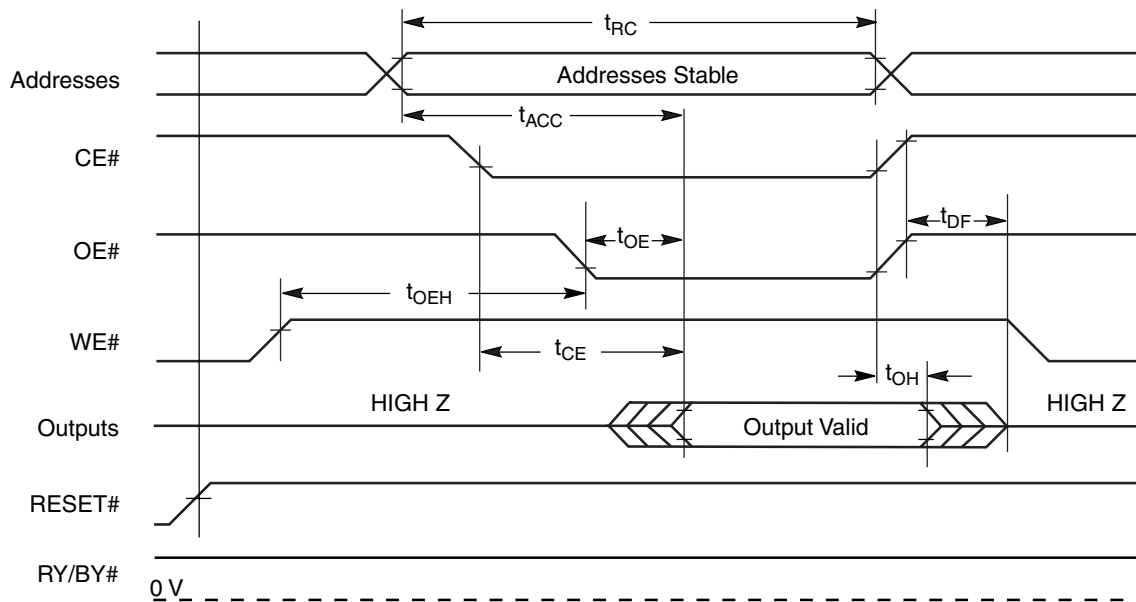 tRC
Addresses
Addresses Stable
tACC
CE#
tDF
tOE
OE#
tOEH
WE#
tCE
tOH
HIGH Z
HIGH Z
Outputs
Output Valid
RESET#
RY/BY#
0 V